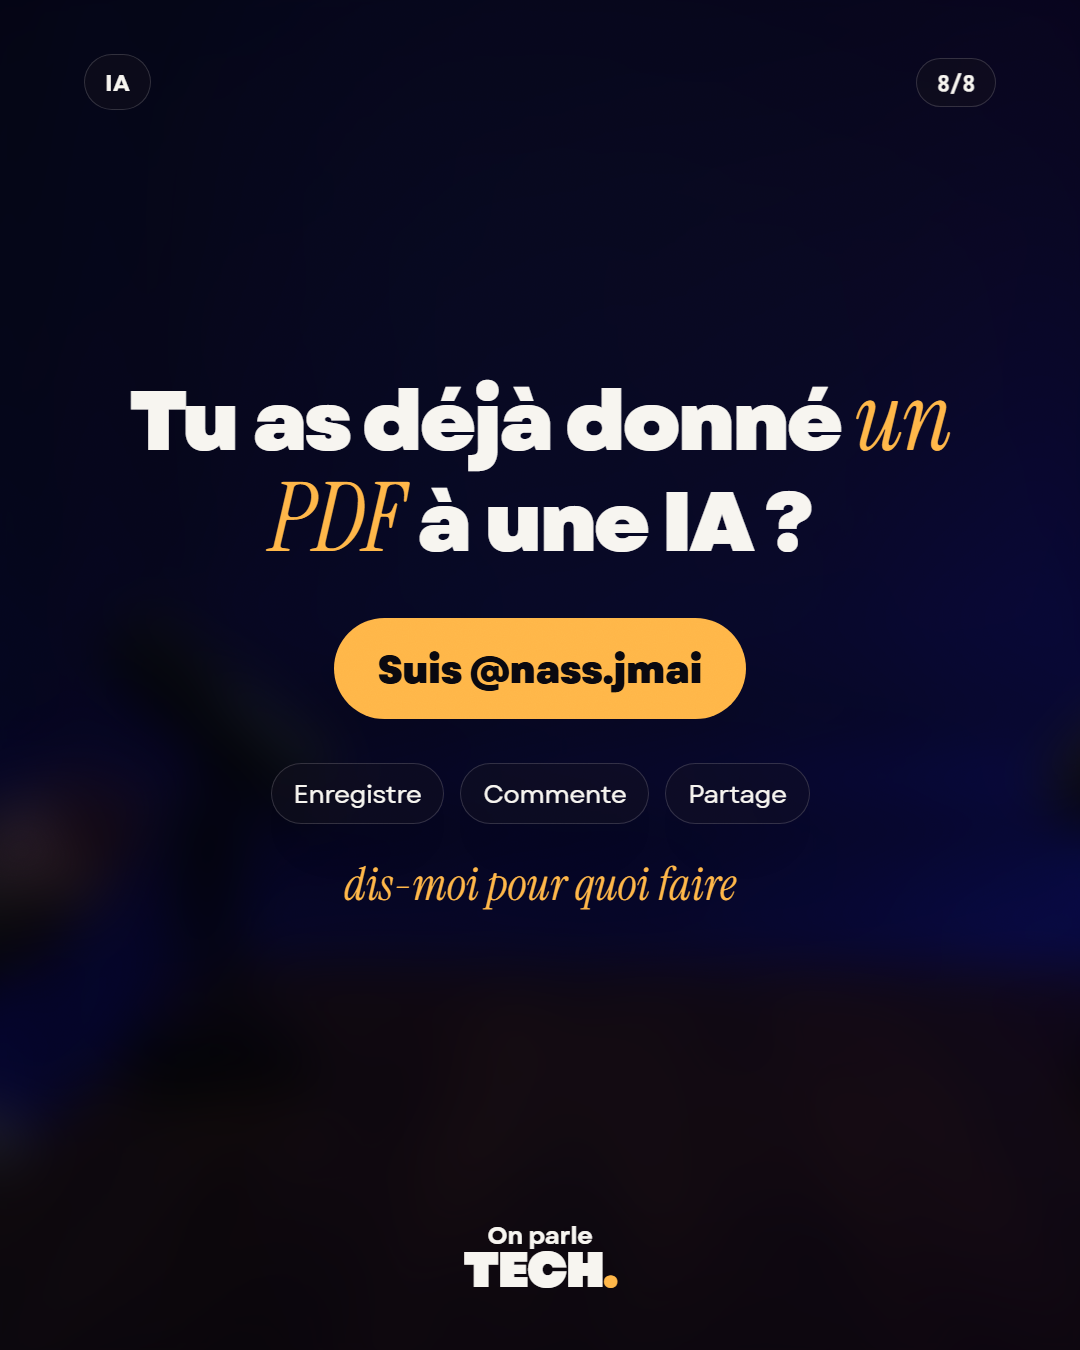 IA
8/8
Tu as déjà donné un
PDF à une IA ?
Suis @nass.jmai
Enregistre
Commente
Partage
dis-moi pour quoi faire
On parle
TECH.